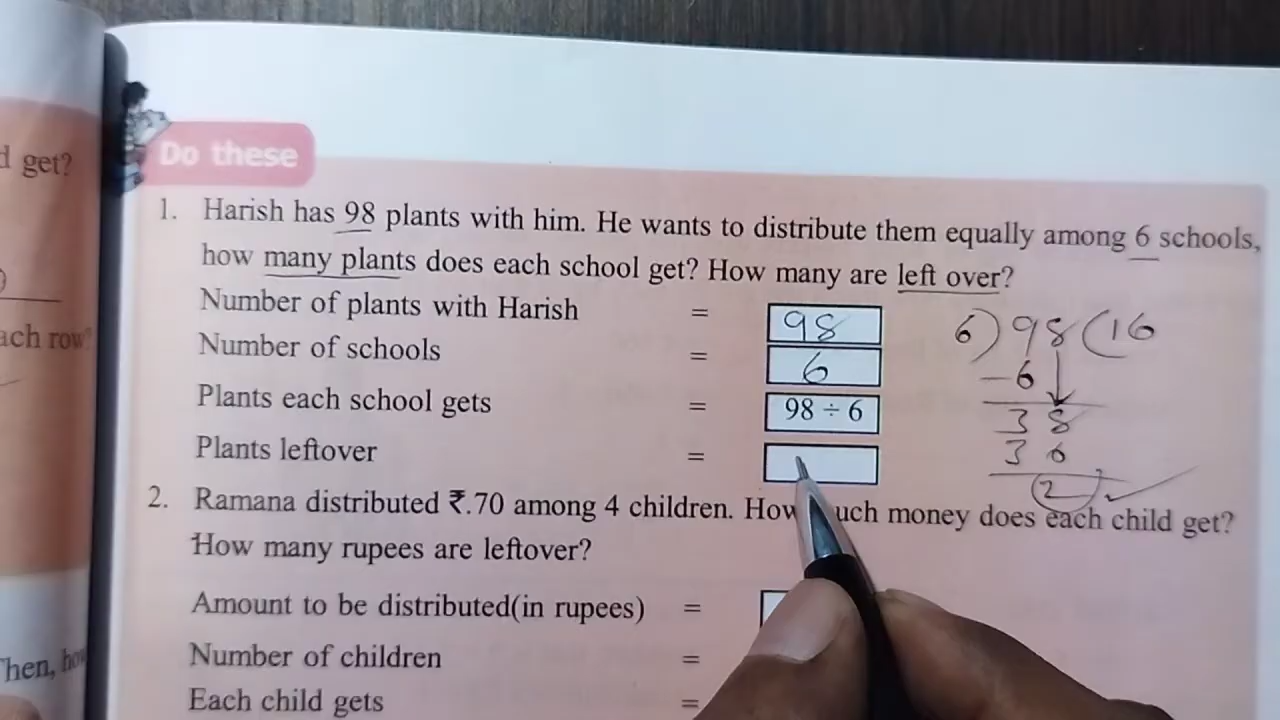 d get?
ach row?
Then, how
Do these
1. Harish has 98 plants with him. He wants to distribute them equally among 6 schools,
how many plants does each school get? How many are left over?
Number of plants with Harish = 98
Number of schools = 6
Plants each school gets = 98 ÷ 6
Plants leftover =
6)98(16
-6
38
36
2
2. Ramana distributed ₹.70 among 4 children. How much money does each child get?
How many rupees are leftover?
Amount to be distributed(in rupees) =
Number of children =
Each child gets =